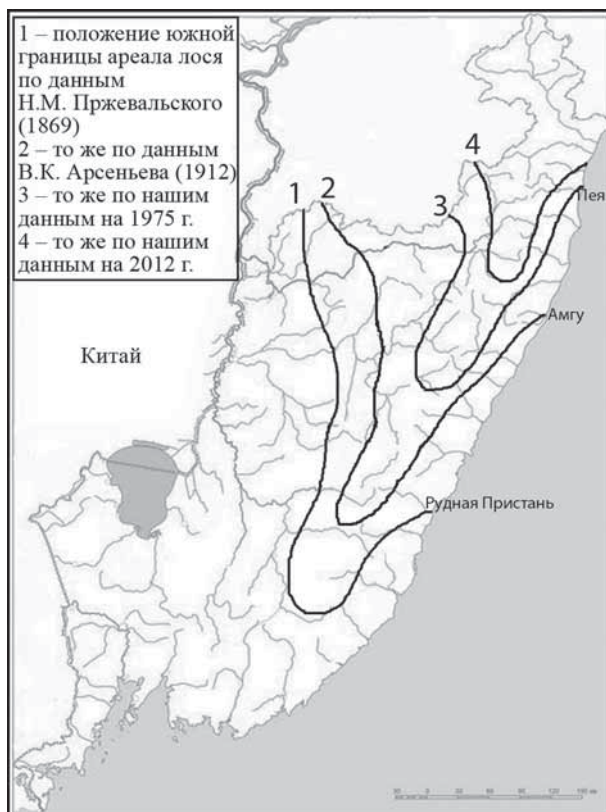 1 – положение южной
границы ареала лося
по данным
Н.М. Пржевальского
(1869)
2 – то же по данным
В.К. Арсеньева (1912)
3 – то же по нашим
данным на 1975 г.
4 – то же по нашим
данным на 2012 г.
4
1
2
3
Пея
Амгу
Китай
Рудная Пристань